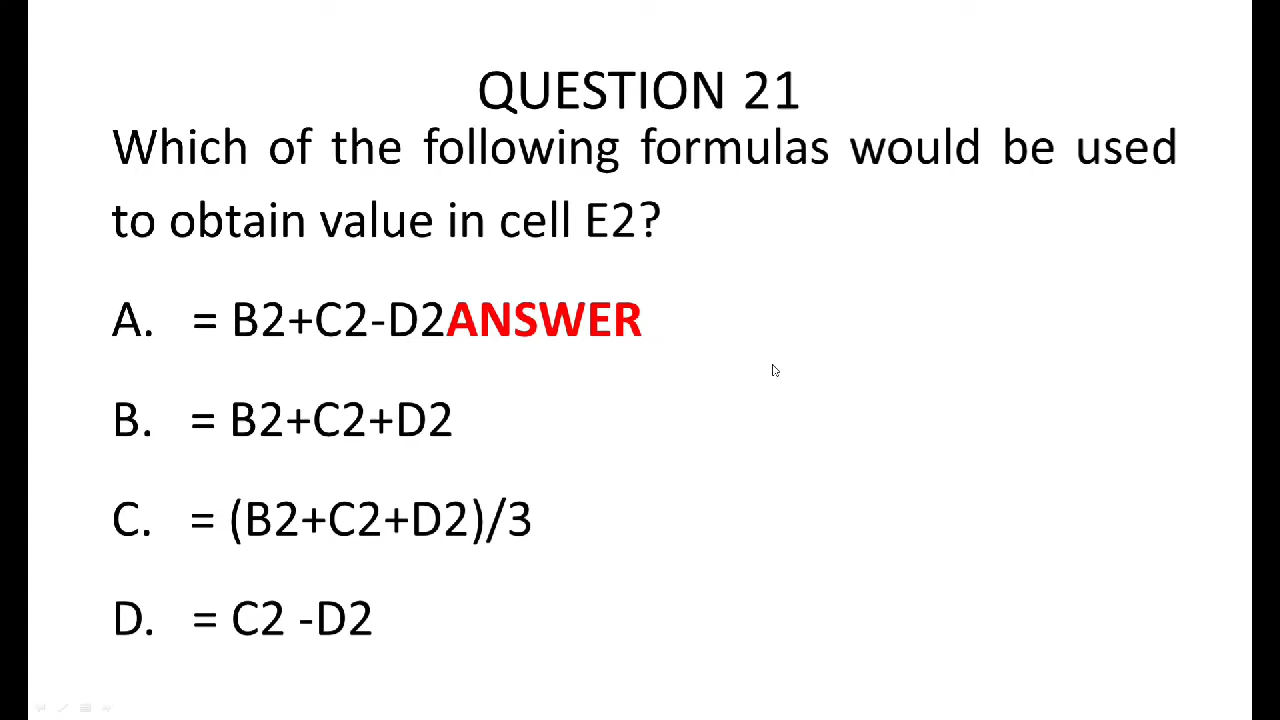 QUESTION 21
Which of the following formulas would be used
to obtain value in cell E2?
A. = B2+C2-D2ANSWER
B. = B2+C2+D2
C. = (B2+C2+D2)/3
D. = C2 -D2